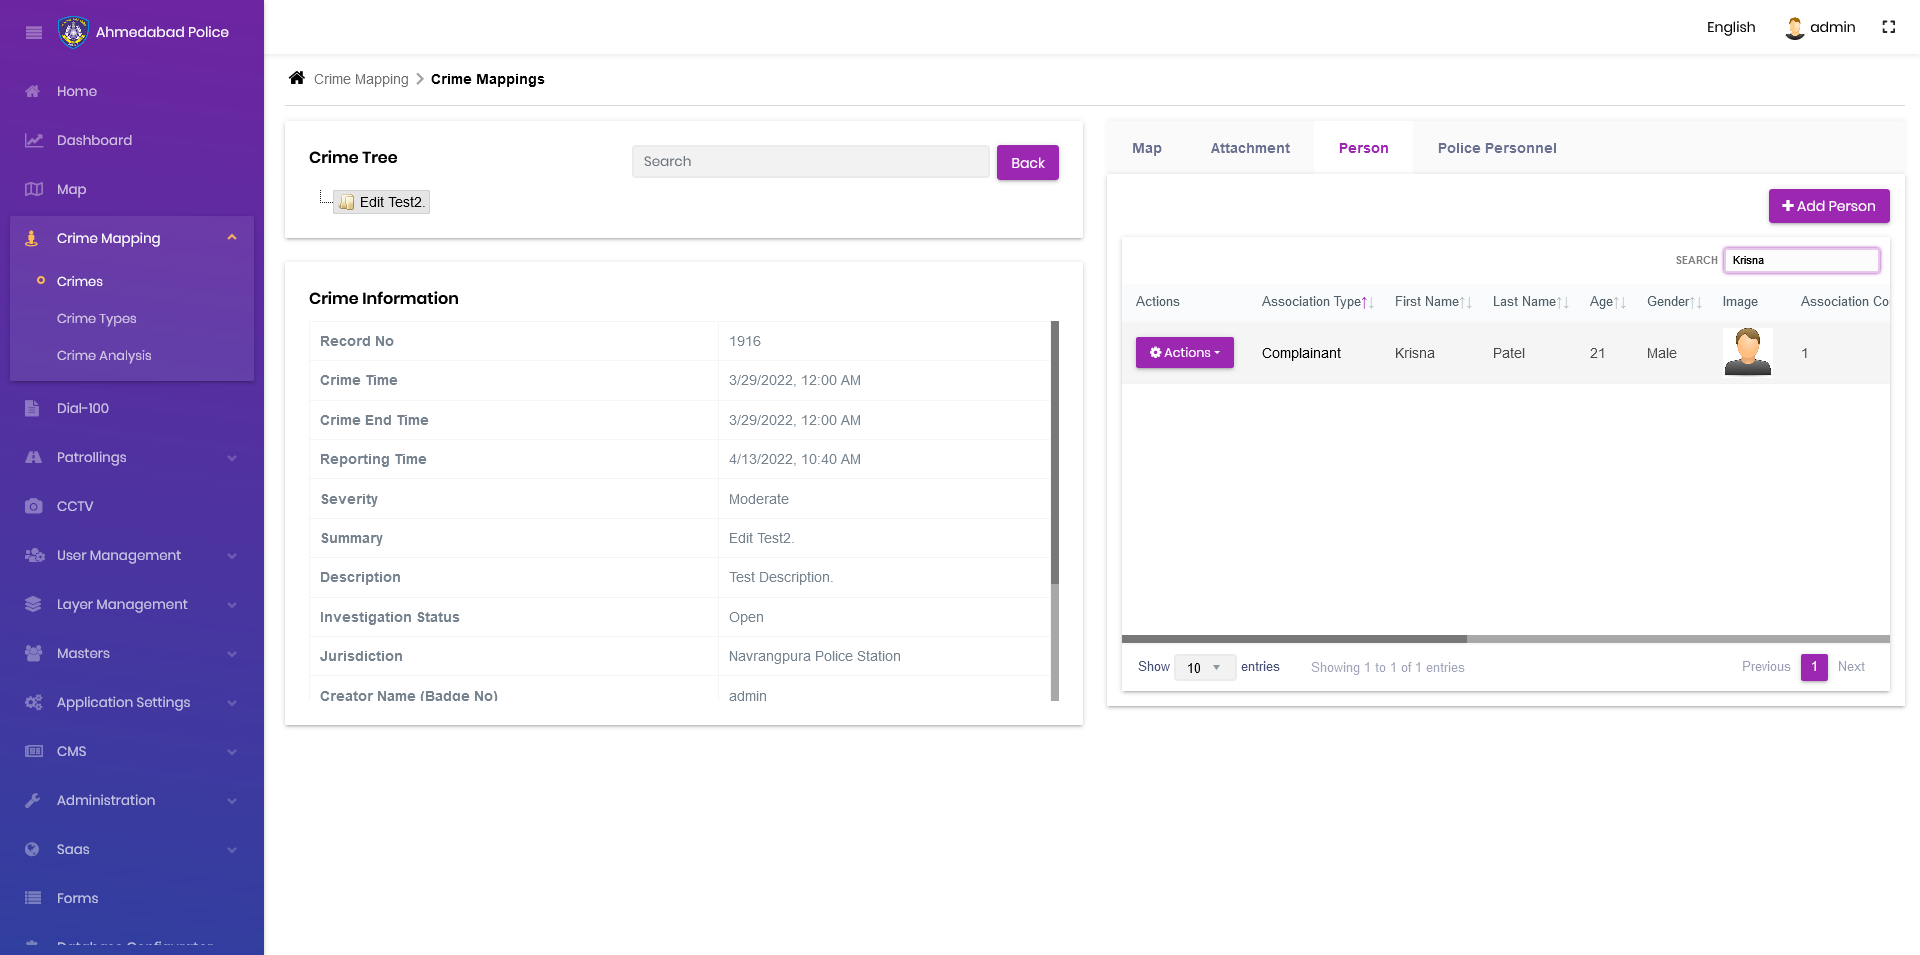 Ahmedabad Police
Home
Dashboard
Map
Crime Mapping
Crimes
Crime Types
Crime Analysis
Dial-100
Patrollings
CCTV
User Management
Layer Management
Masters
Application Settings
CMS
Administration
Saas
Forms
Database Configurator
English
admin
Crime Mapping
Crime Mappings
Crime Tree
Search
Back
Edit Test2.
Crime Information
Record No 1916
Crime Time 3/29/2022, 12:00 AM
Crime End Time 3/29/2022, 12:00 AM
Reporting Time 4/13/2022, 10:40 AM
Severity Moderate
Summary Edit Test2.
Description Test Description.
Investigation Status Open
Jurisdiction Navrangpura Police Station
Creator Name (Badge No) admin
Map Attachment Person Police Personnel
Add Person
SEARCH Krisna
Actions Association Type First Name Last Name Age Gender Image Association Co
Actions Complainant Krisna Patel 21 Male 1
Show 10 entries Showing 1 to 1 of 1 entries Previous 1 Next